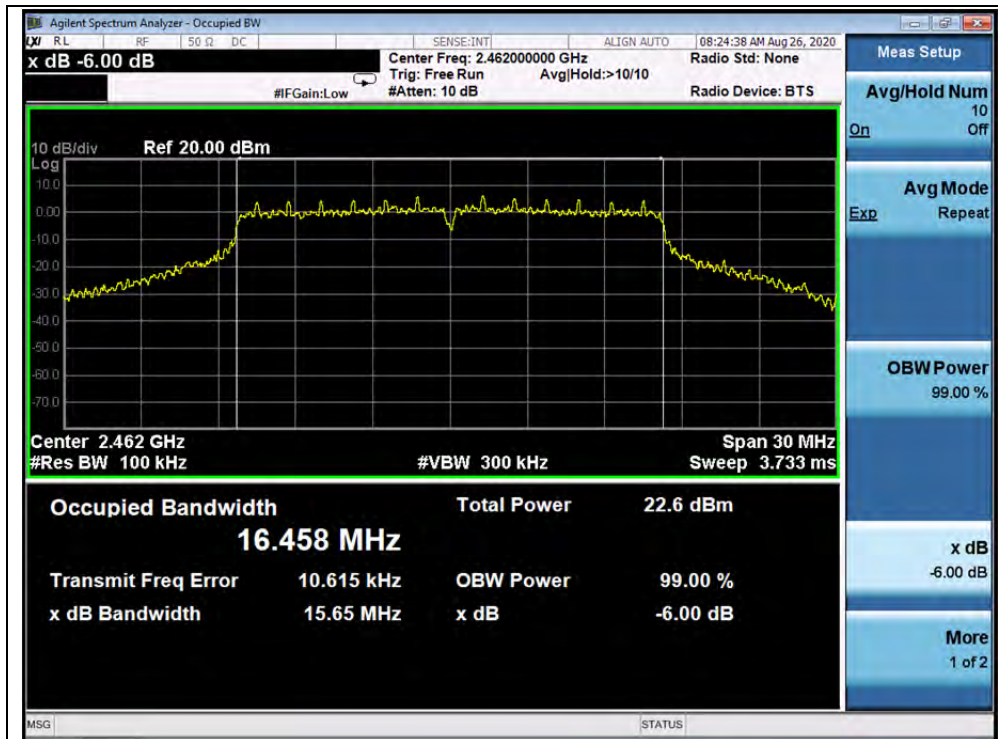 Agilent Spectrum Analyzer - Occupied BW
LXI RL RF 50 Ω DC SENSE:INT ALIGN AUTO 08:24:38 AM Aug 26, 2020
x dB -6.00 dB
Center Freq: 2.462000000 GHz Radio Std: None
Trig: Free Run Avg|Hold:>10/10
#IFGain:Low #Atten: 10 dB Radio Device: BTS
10 dB/div Ref 20.00 dBm
Log
10.0
0.00
-10.0
-20.0
-30.0
-40.0
-50.0
-60.0
-70.0
Center 2.462 GHz Span 30 MHz
#Res BW 100 kHz #VBW 300 kHz Sweep 3.733 ms
Occupied Bandwidth Total Power 22.6 dBm
16.458 MHz
Transmit Freq Error 10.615 kHz OBW Power 99.00 %
x dB Bandwidth 15.65 MHz x dB -6.00 dB
Meas Setup
Avg/Hold Num
10
On Off
Avg Mode
Exp Repeat
OBW Power
99.00 %
x dB
-6.00 dB
More
1 of 2
MSG STATUS